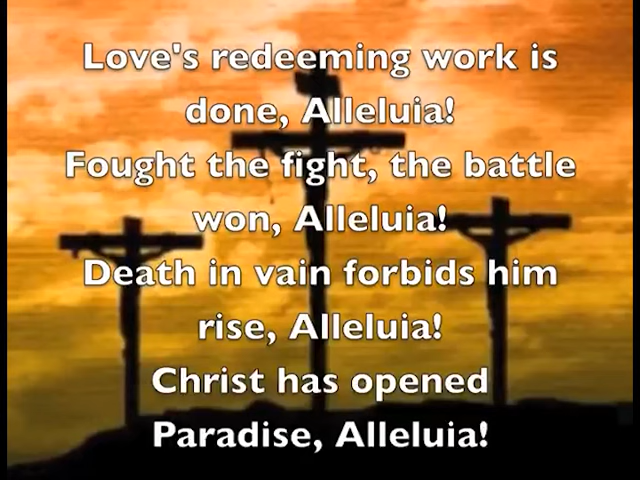 Love's redeeming work is
done, Alleluia!
Fought the fight, the battle
won, Alleluia!
Death in vain forbids him
rise, Alleluia!
Christ has opened
Paradise, Alleluia!